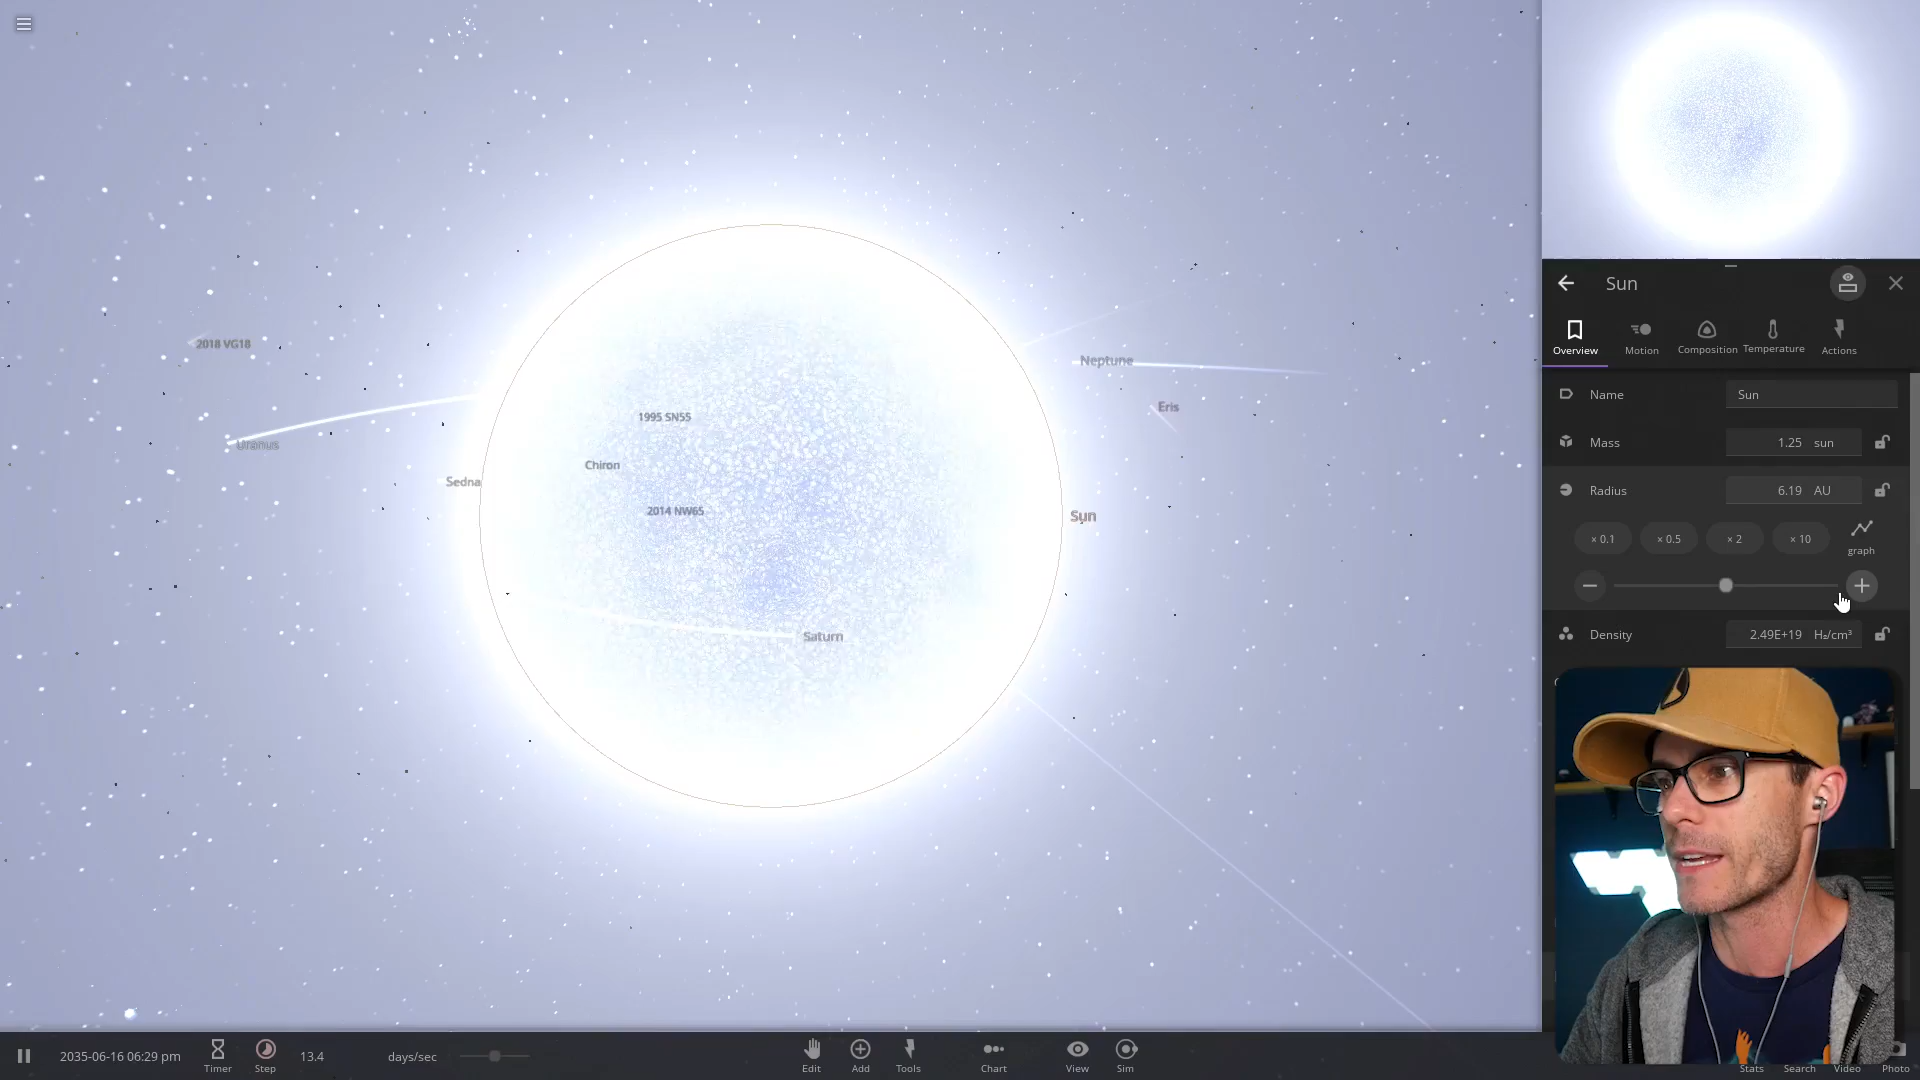 Sun
Overview
Motion
Composition
Temperature
Actions
Name
Sun
Mass
1.25 sun
Radius
6.19 AU
× 0.1
× 0.5
× 2
× 10
graph
Density
2.49E+19 H₂/cm³
2018 VG18
Uranus
Sedna
1995 SN55
Chiron
2014 NW65
Saturn
Sun
Neptune
Eris
2035-06-16 06:29 pm
Timer
Step
13.4 days/sec
Edit
Add
Tools
Chart
View
Sim
Stats
Search
Video
Photo